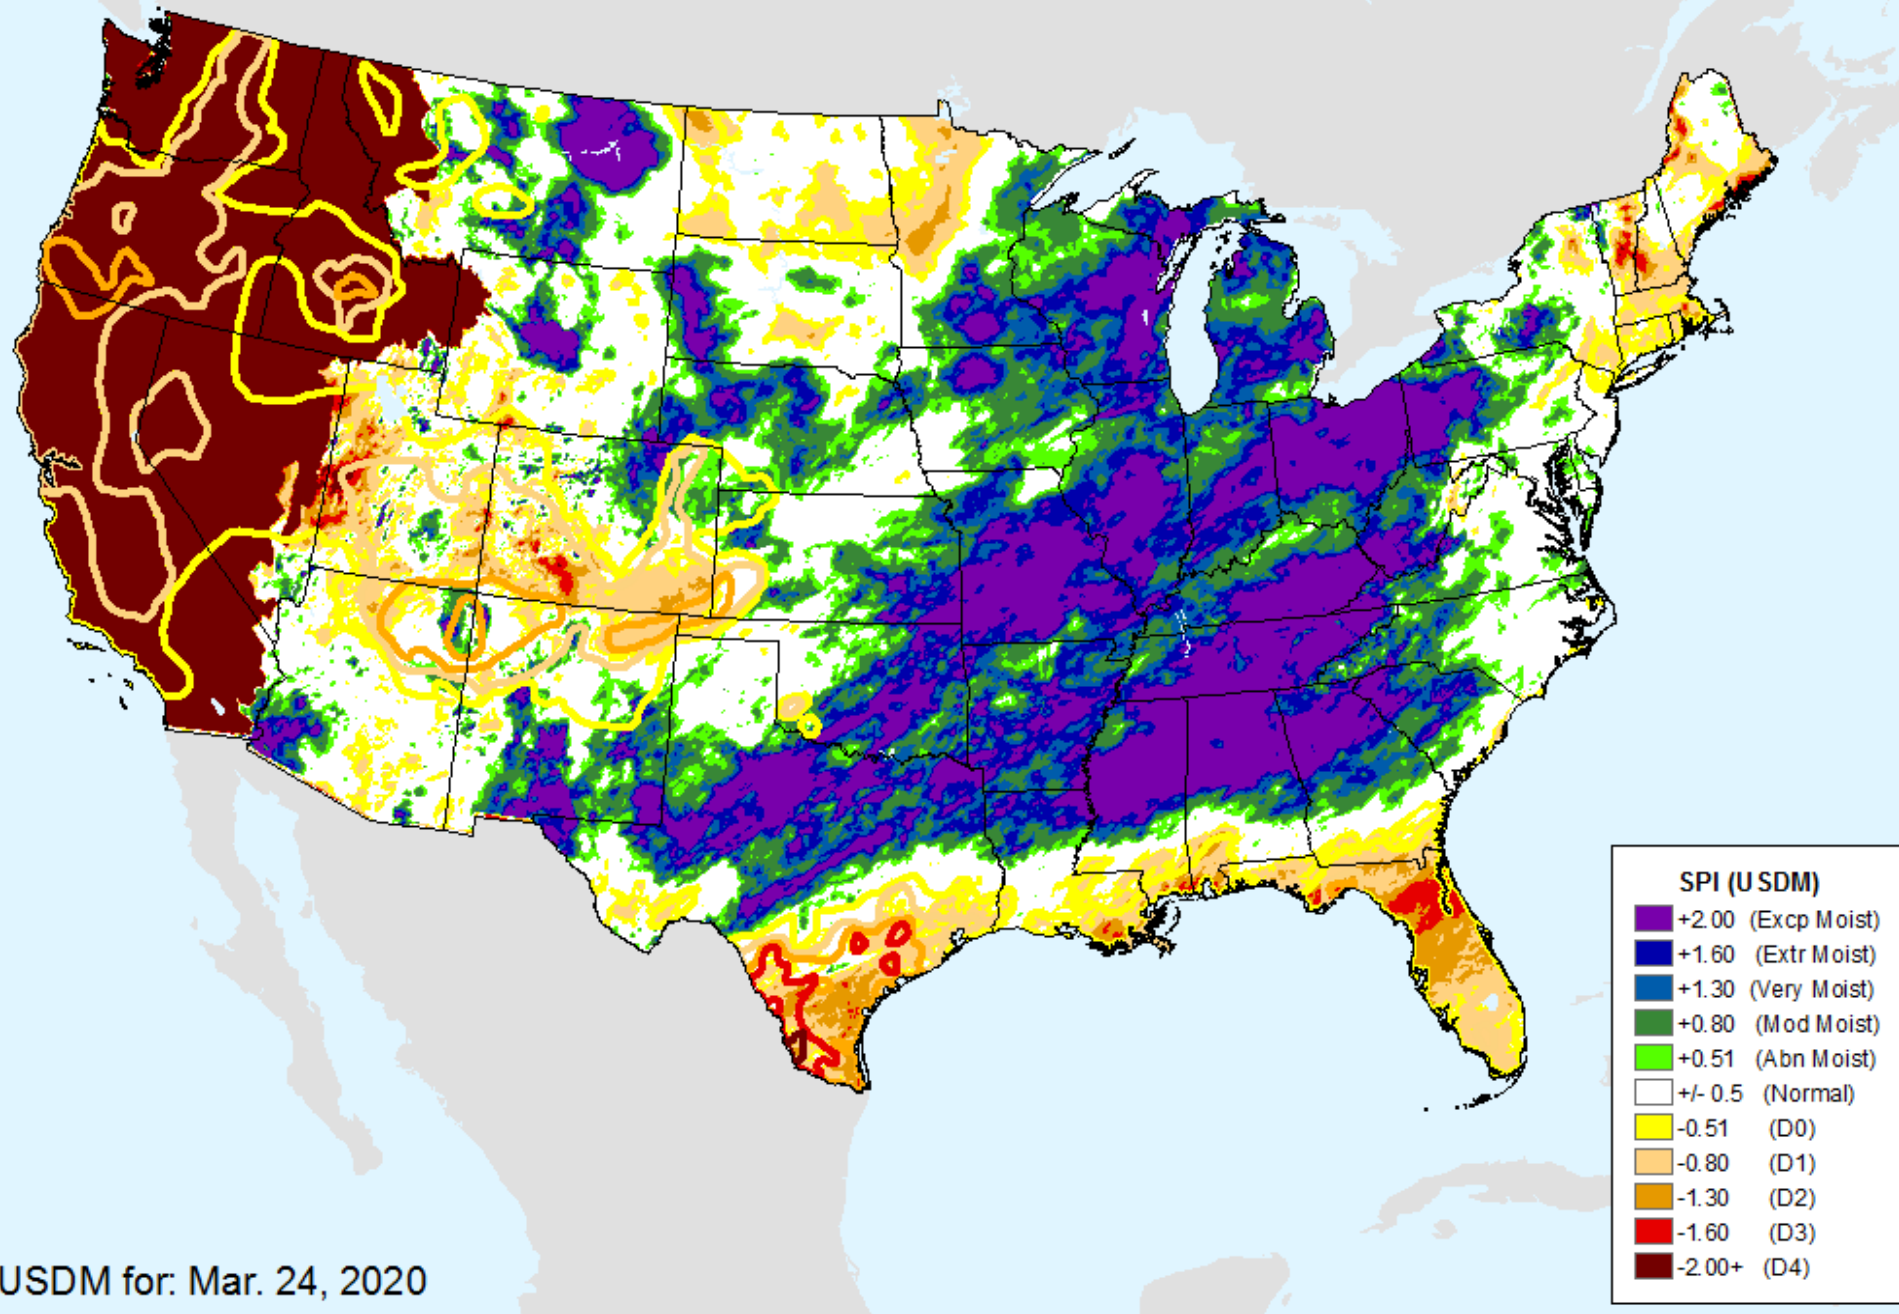 SPI (USDM)
+2.00 (Excp Moist)
+1.60 (Extr Moist)
+1.30 (Very Moist)
+0.80 (Mod Moist)
+0.51 (Abn Moist)
+/- 0.5 (Normal)
-0.51 (D0)
-0.80 (D1)
-1.30 (D2)
-1.60 (D3)
-2.00+ (D4)
USDM for: Mar. 24, 2020